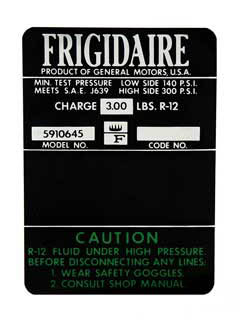 FRIGIDAIRE
PRODUCT OF GENERAL MOTORS, U.S.A.
MIN. TEST PRESSURE LOW SIDE 140 P.S.I.
MEETS S.A.E. J639 HIGH SIDE 300 P.S.I.
CHARGE 3.00 LBS. R-12
5910645 F
MODEL NO. CODE NO.
CAUTION
R-12 FLUID UNDER HIGH PRESSURE.
BEFORE DISCONNECTING ANY LINES:
1. WEAR SAFETY GOGGLES.
2. CONSULT SHOP MANUAL.